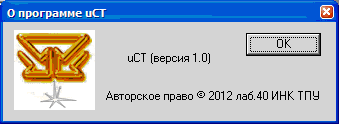 О программе uCT
OK
uCT (версия 1.0)
Авторское право © 2012 лаб.40 ИНК ТПУ